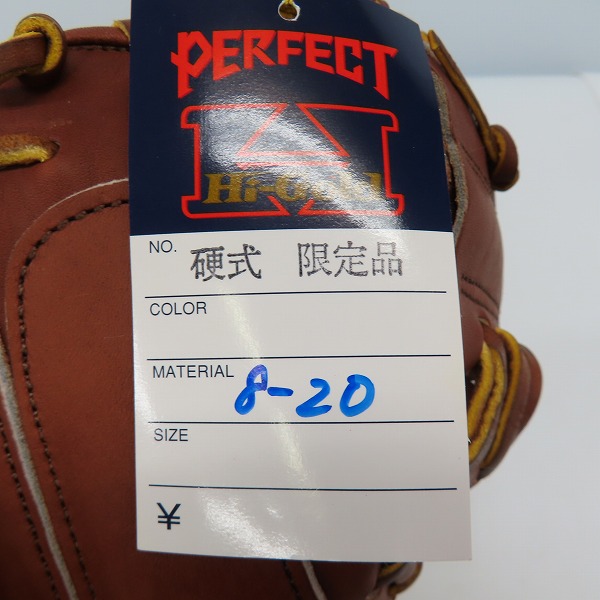 PERFECT
Hi-Gold
NO. 硬式 限定品
COLOR
MATERIAL 8-20
SIZE
¥